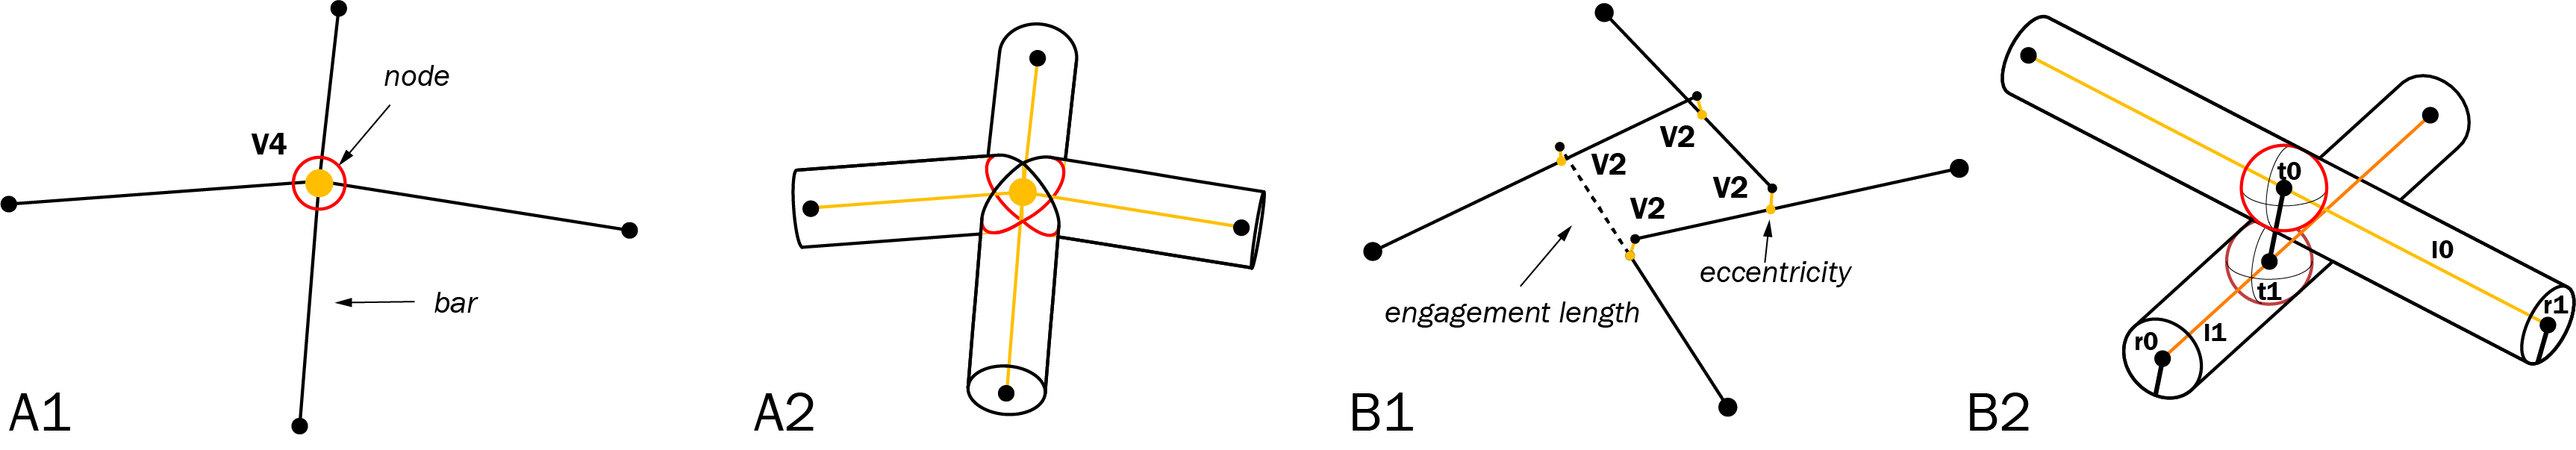 node
V4
bar
A1
A2
V2
V2
V2
V2
eccentricity
engagement length
B1
t0
l0
t1
r1
r0
l1
B2